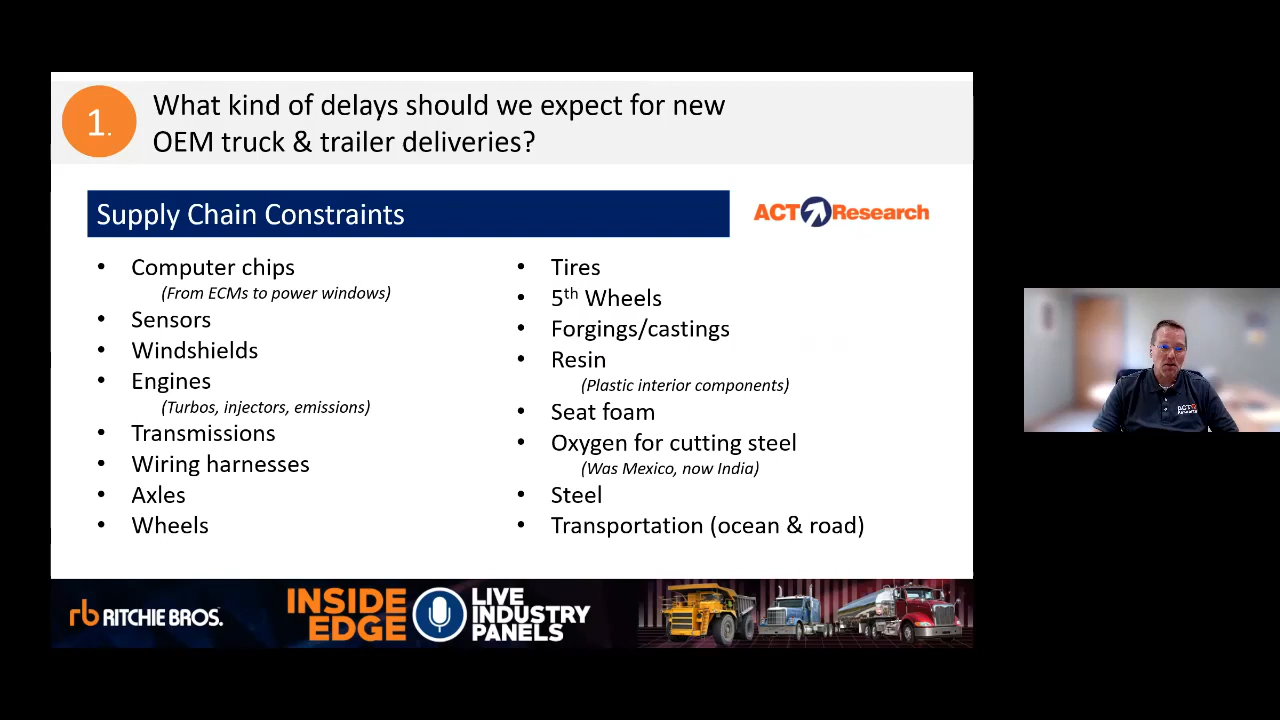 1.
What kind of delays should we expect for new
OEM truck & trailer deliveries?
Supply Chain Constraints
ACT Research
• Computer chips
(From ECMs to power windows)
• Sensors
• Windshields
• Engines
(Turbos, injectors, emissions)
• Transmissions
• Wiring harnesses
• Axles
• Wheels
• Tires
• 5th Wheels
• Forgings/castings
• Resin
(Plastic interior components)
• Seat foam
• Oxygen for cutting steel
(Was Mexico, now India)
• Steel
• Transportation (ocean & road)
rb RITCHIE BROS.
INSIDE
EDGE
LIVE
INDUSTRY
PANELS
ACT
Research